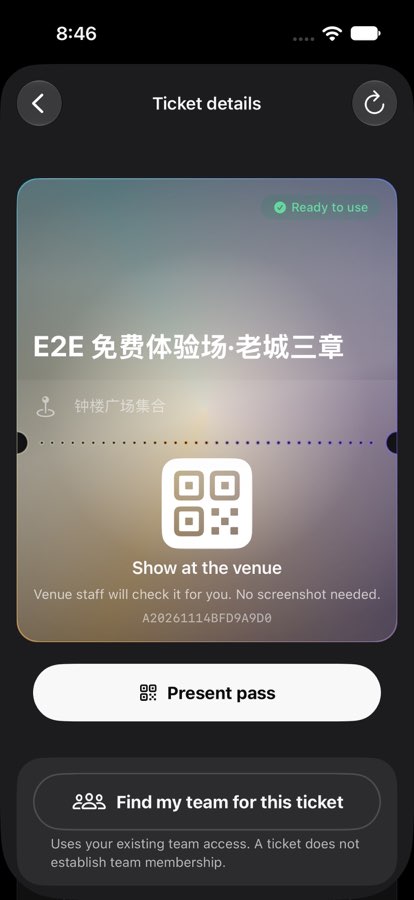 8:46
Ticket details
Ready to use
E2E 免费体验场·老城三章
钟楼广场集合
Show at the venue
Venue staff will check it for you. No screenshot needed.
A20261114BFD9A9D0
Present pass
Find my team for this ticket
Uses your existing team access. A ticket does not
establish team membership.